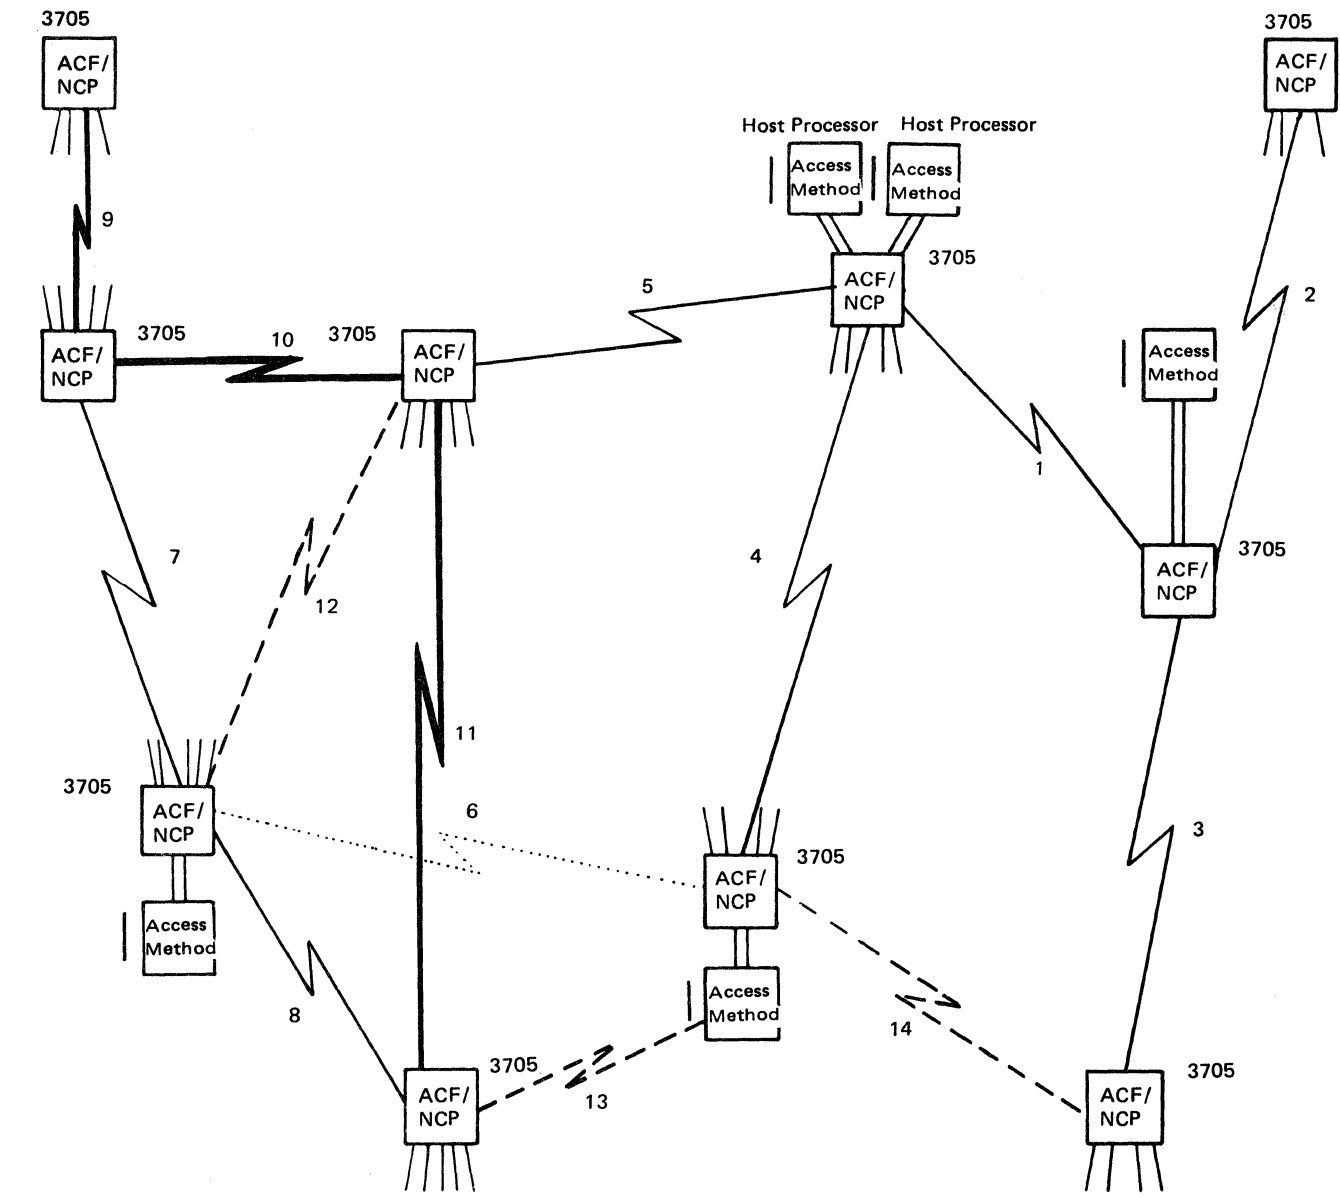 3705
ACF/
NCP
3705
ACF/
NCP
Host Processor
Host Processor
Access
Method
Access
Method
9
3705
ACF/
NCP
5
2
3705
ACF/
NCP
10
3705
ACF/
NCP
Access
Method
1
7
12
4
3705
ACF/
NCP
11
3705
ACF/
NCP
6
3
3705
ACF/
NCP
Access
Method
Access
Method
8
14
3705
ACF/
NCP
13
3705
ACF/
NCP